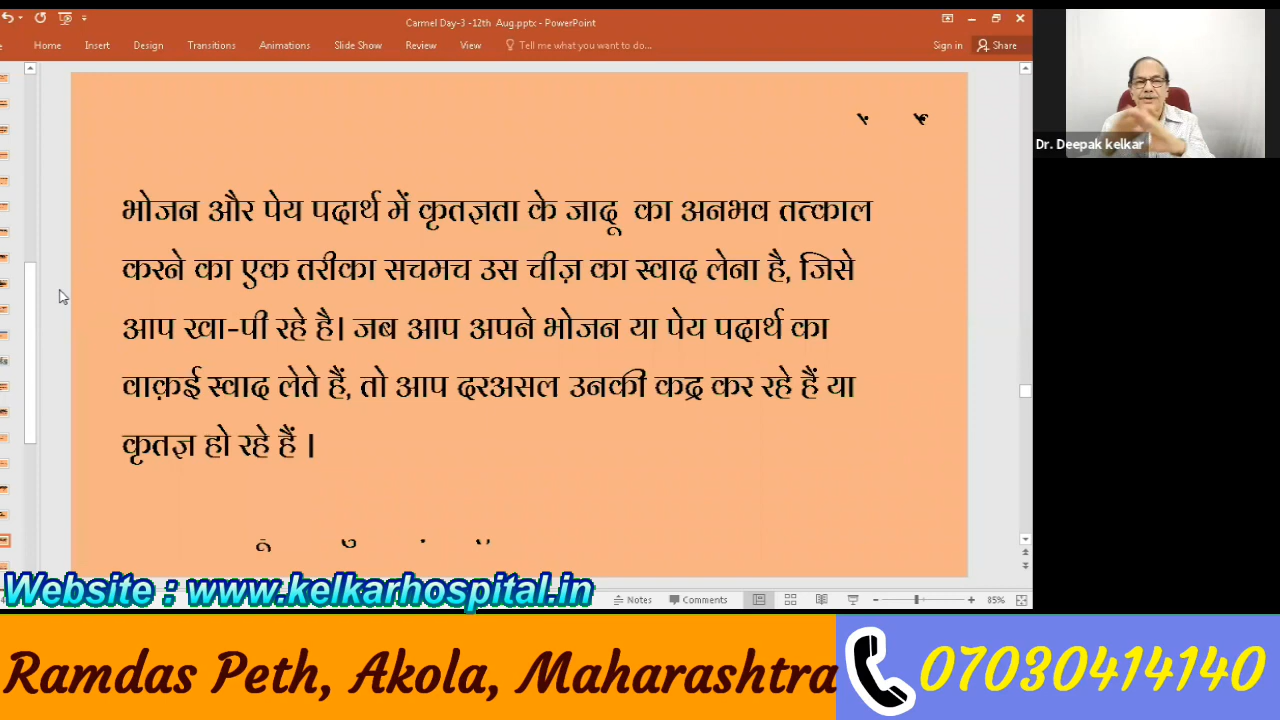 Carmel Day-3 -12th Aug.pptx - PowerPoint
Home Insert Design Transitions Animations Slide Show Review View Tell me what you want to do... Sign in Share
Dr. Deepak kelkar
भोजन और पेय पदार्थ में कृतज्ञता के जादू का अनभव तत्काल
करने का एक तरीका सचमच उस चीज़ का स्वाद लेना है, जिसे
आप खा-पी रहे है। जब आप अपने भोजन या पेय पदार्थ का
वाक़ई स्वाद लेते हैं, तो आप दरअसल उनकी कद्र कर रहे हैं या
कृतज्ञ हो रहे हैं ।
Website : www.kelkarhospital.in
Notes Comments 85%
Ramdas Peth, Akola, Maharashtra
07030414140